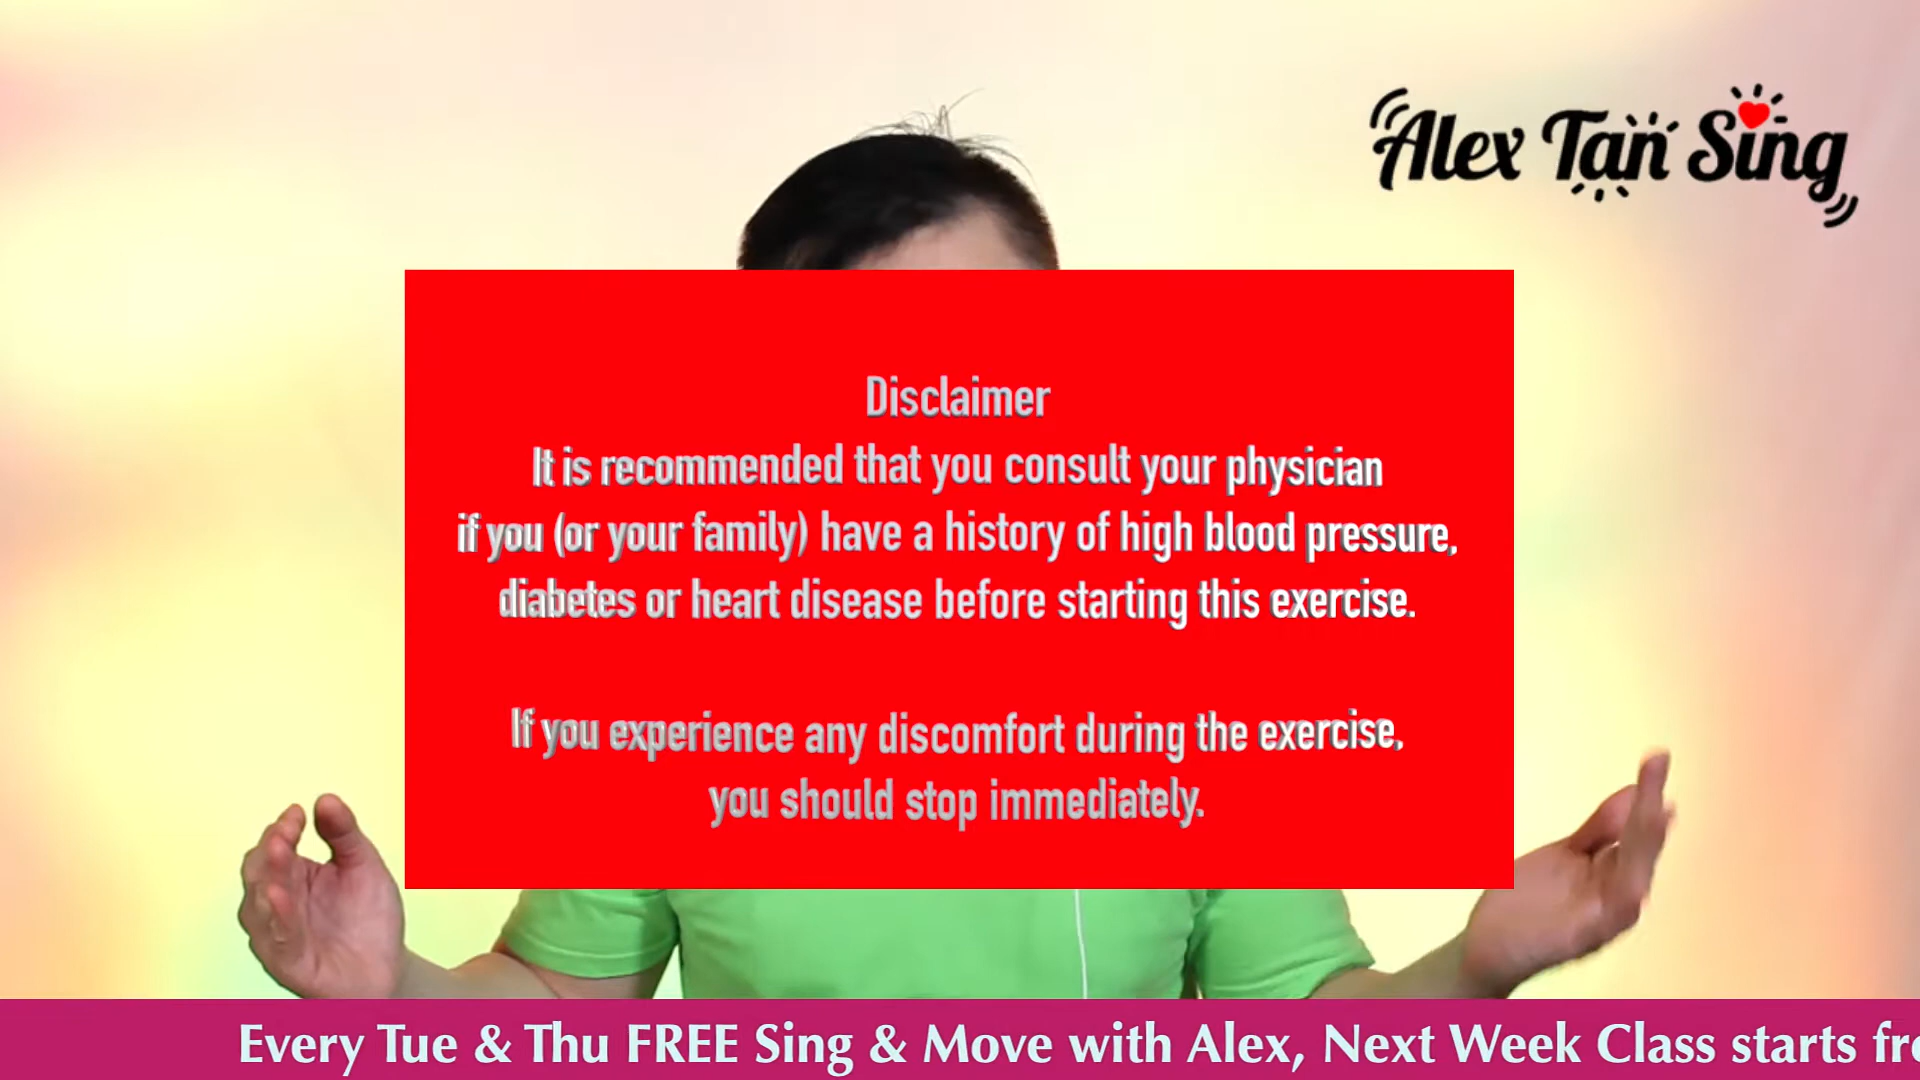 Alex Tan Sing
Disclaimer
It is recommended that you consult your physician
if you (or your family) have a history of high blood pressure,
diabetes or heart disease before starting this exercise.
If you experience any discomfort during the exercise,
you should stop immediately.
Every Tue & Thu FREE Sing & Move with Alex, Next Week Class starts